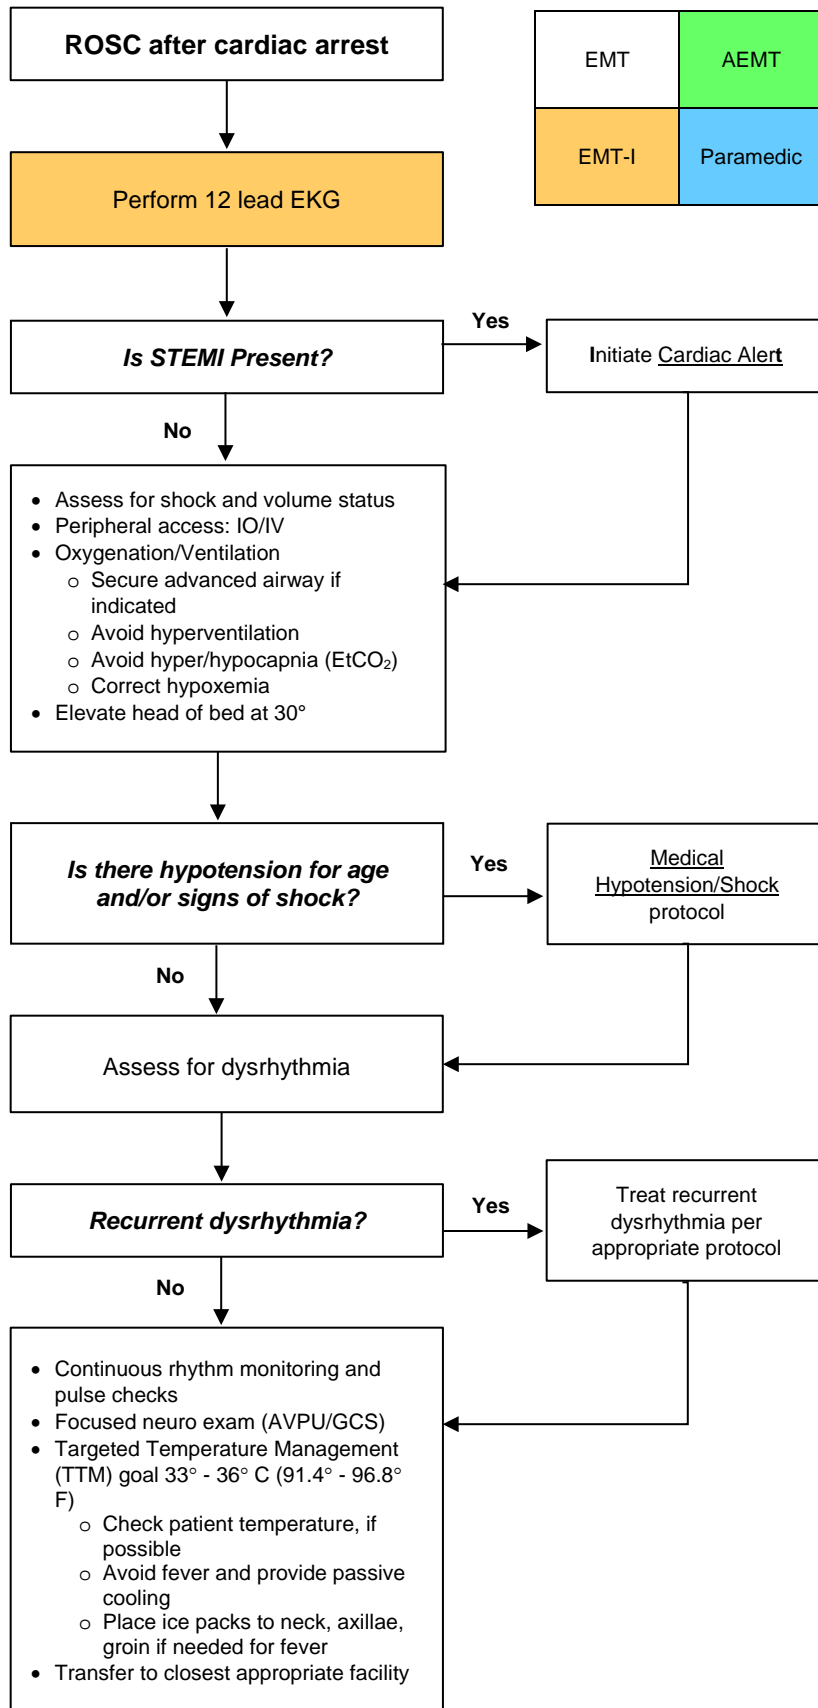 ROSC after cardiac arrest
EMT
AEMT
EMT-I
Paramedic
Perform 12 lead EKG
Is STEMI Present?
Yes
Initiate Cardiac Alert
No
• Assess for shock and volume status
• Peripheral access: IO/IV
• Oxygenation/Ventilation
o Secure advanced airway if
indicated
o Avoid hyperventilation
o Avoid hyper/hypocapnia (EtCO₂)
o Correct hypoxemia
• Elevate head of bed at 30°
Is there hypotension for age
and/or signs of shock?
Yes
Medical
Hypotension/Shock
protocol
No
Assess for dysrhythmia
Recurrent dysrhythmia?
Yes
Treat recurrent
dysrhythmia per
appropriate protocol
No
• Continuous rhythm monitoring and
pulse checks
• Focused neuro exam (AVPU/GCS)
• Targeted Temperature Management
(TTM) goal 33° - 36° C (91.4° - 96.8°
F)
o Check patient temperature, if
possible
o Avoid fever and provide passive
cooling
o Place ice packs to neck, axillae,
groin if needed for fever
• Transfer to closest appropriate facility